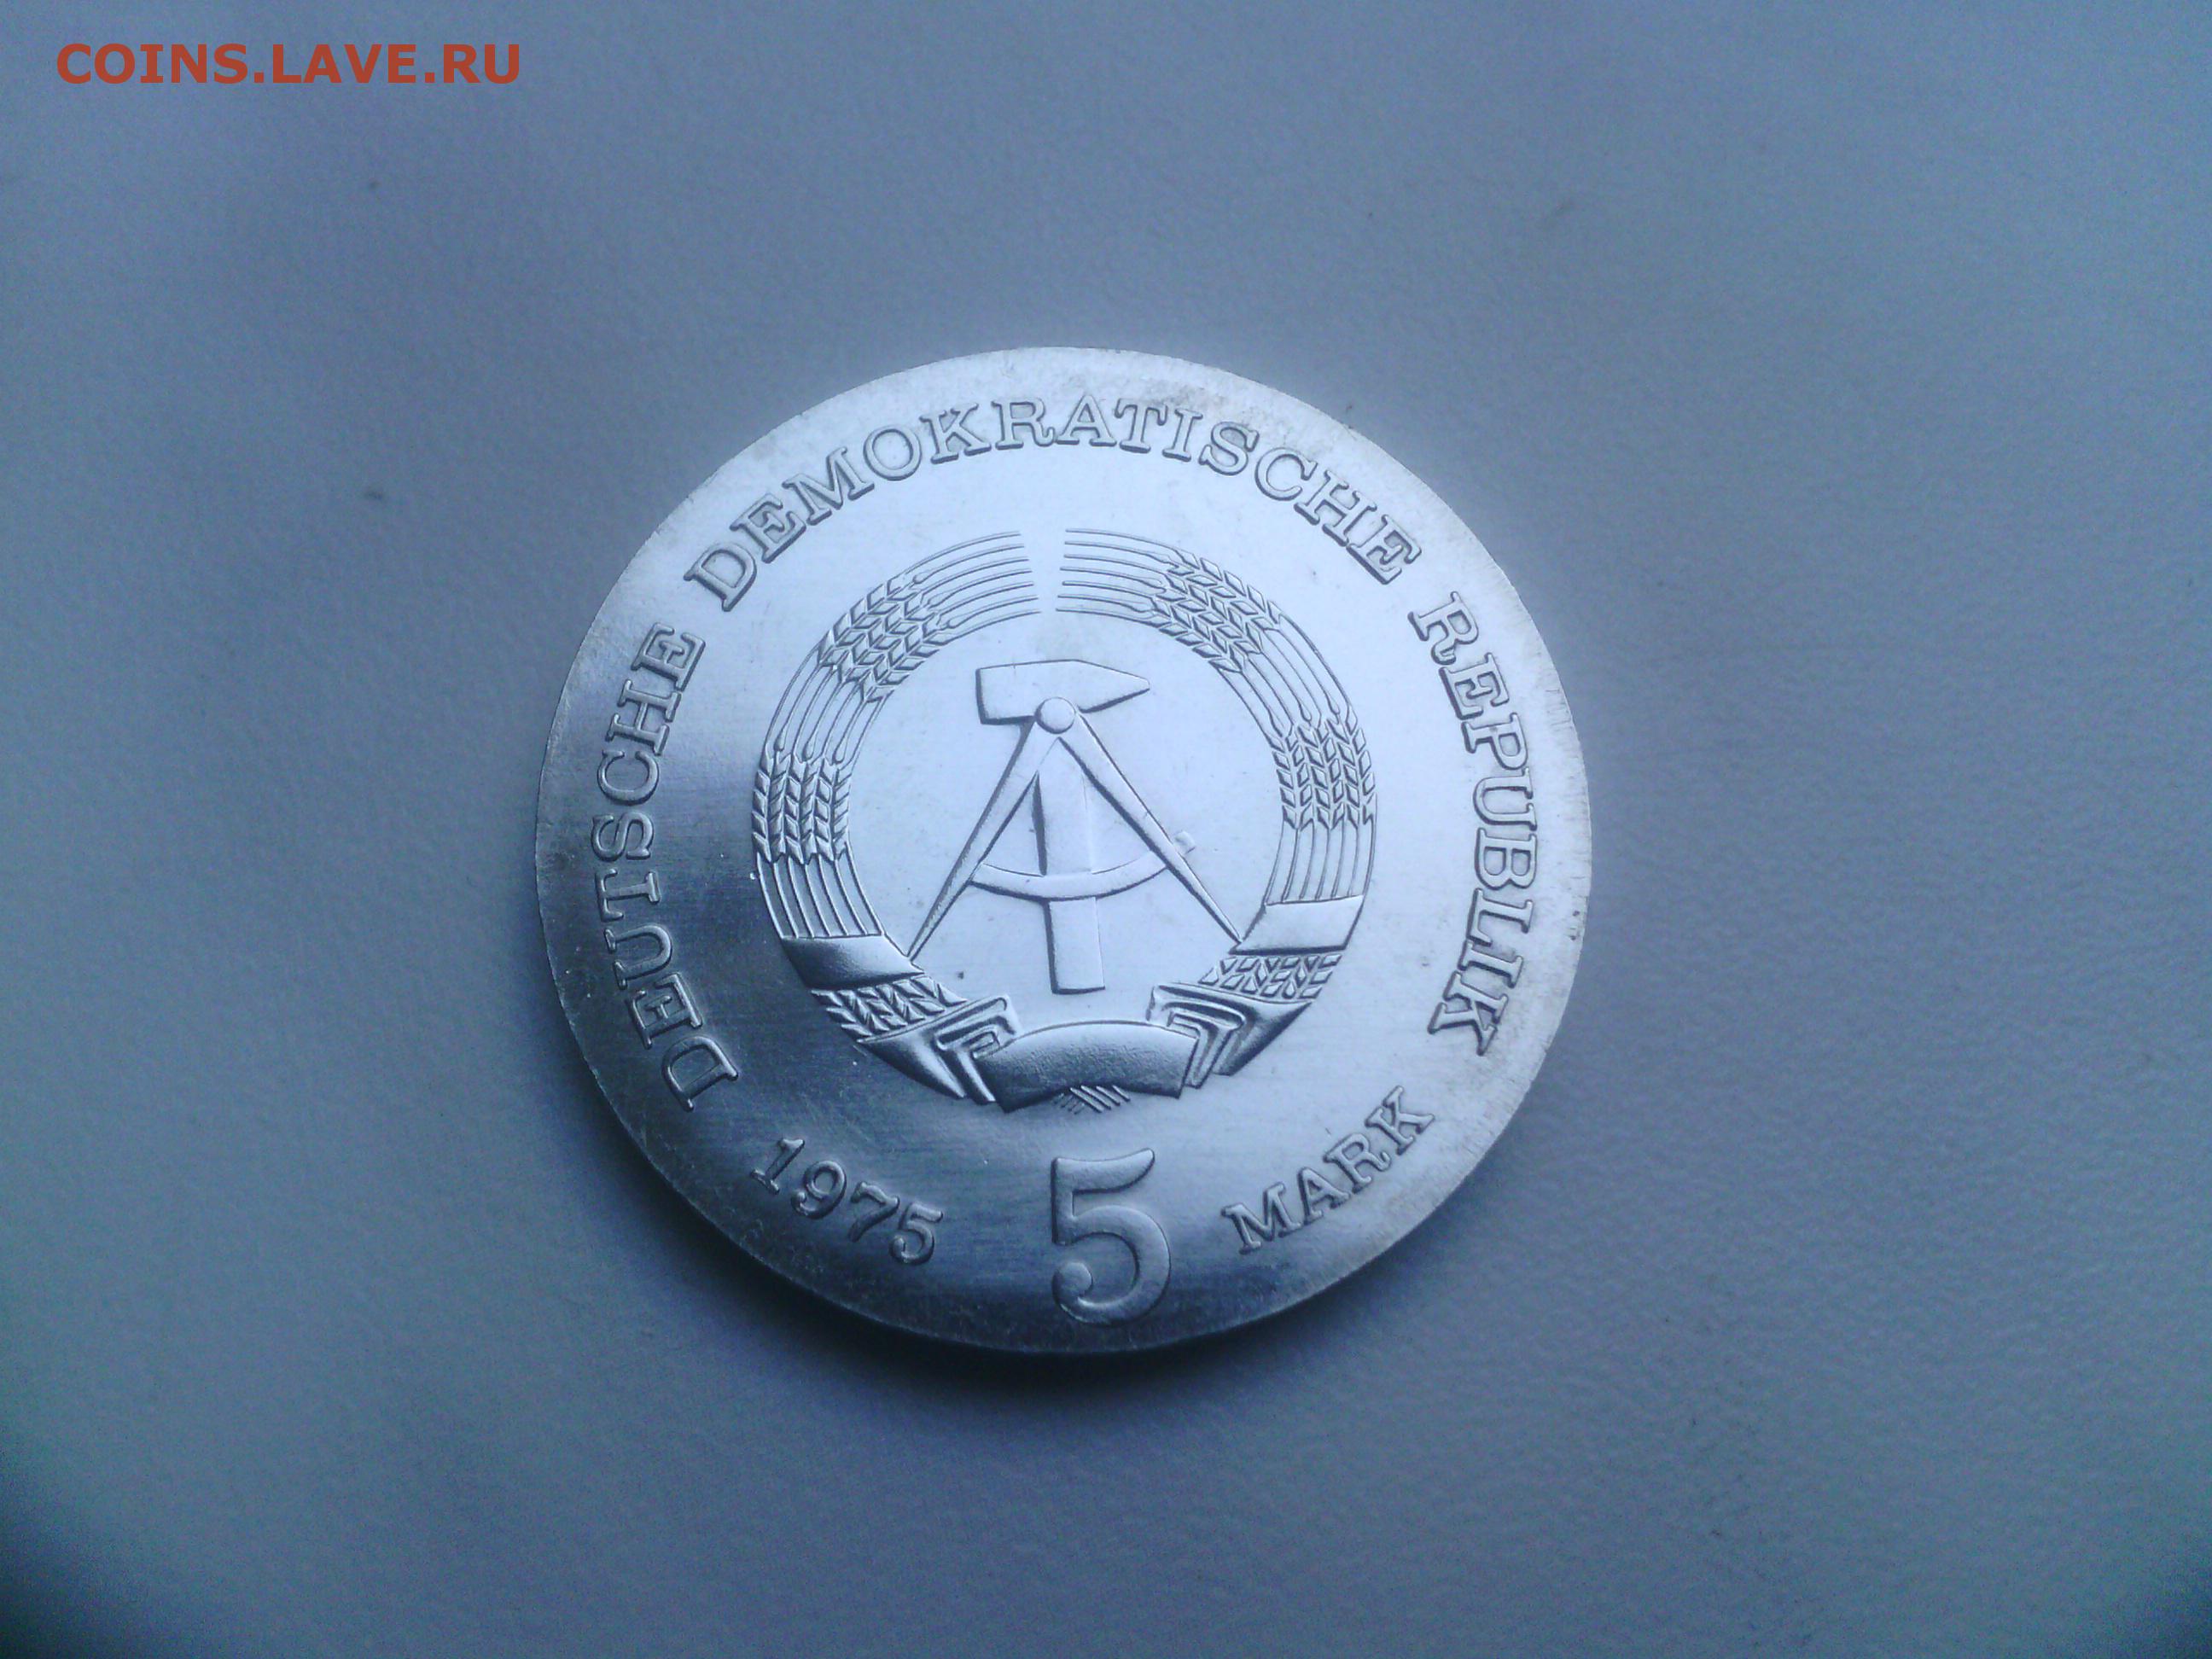 COINS.LAVE.RU
DEUTSCHE DEMOKRATISCHE REPUBLIK
1975 5 MARK